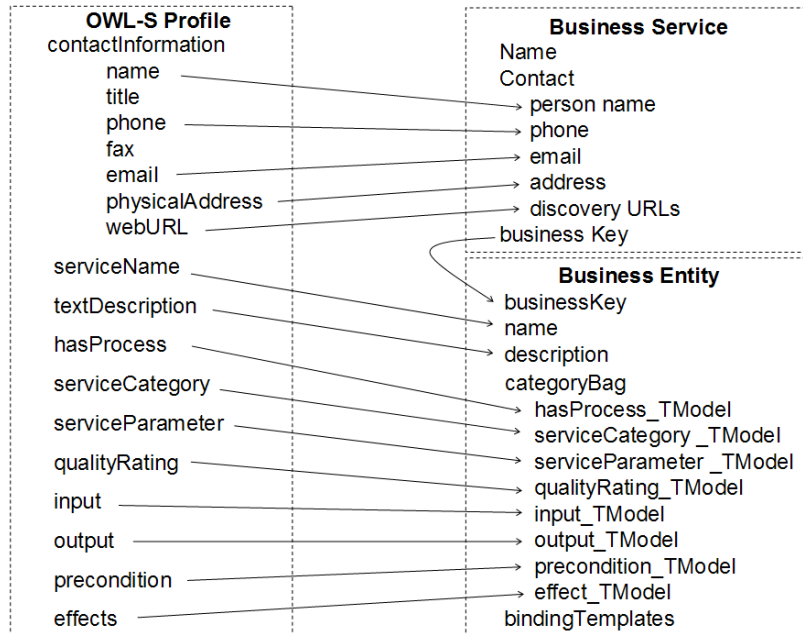 OWL-S Profile
contactInformation
name
title
phone
fax
email
physicalAddress
webURL
serviceName
textDescription
hasProcess
serviceCategory
serviceParameter
qualityRating
input
output
precondition
effects
Business Service
Name
Contact
person name
phone
email
address
discovery URLs
business Key
Business Entity
businessKey
name
description
categoryBag
hasProcess_TModel
serviceCategory _TModel
serviceParameter _TModel
qualityRating_TModel
input_TModel
output_TModel
precondition_TModel
effect_TModel
bindingTemplates